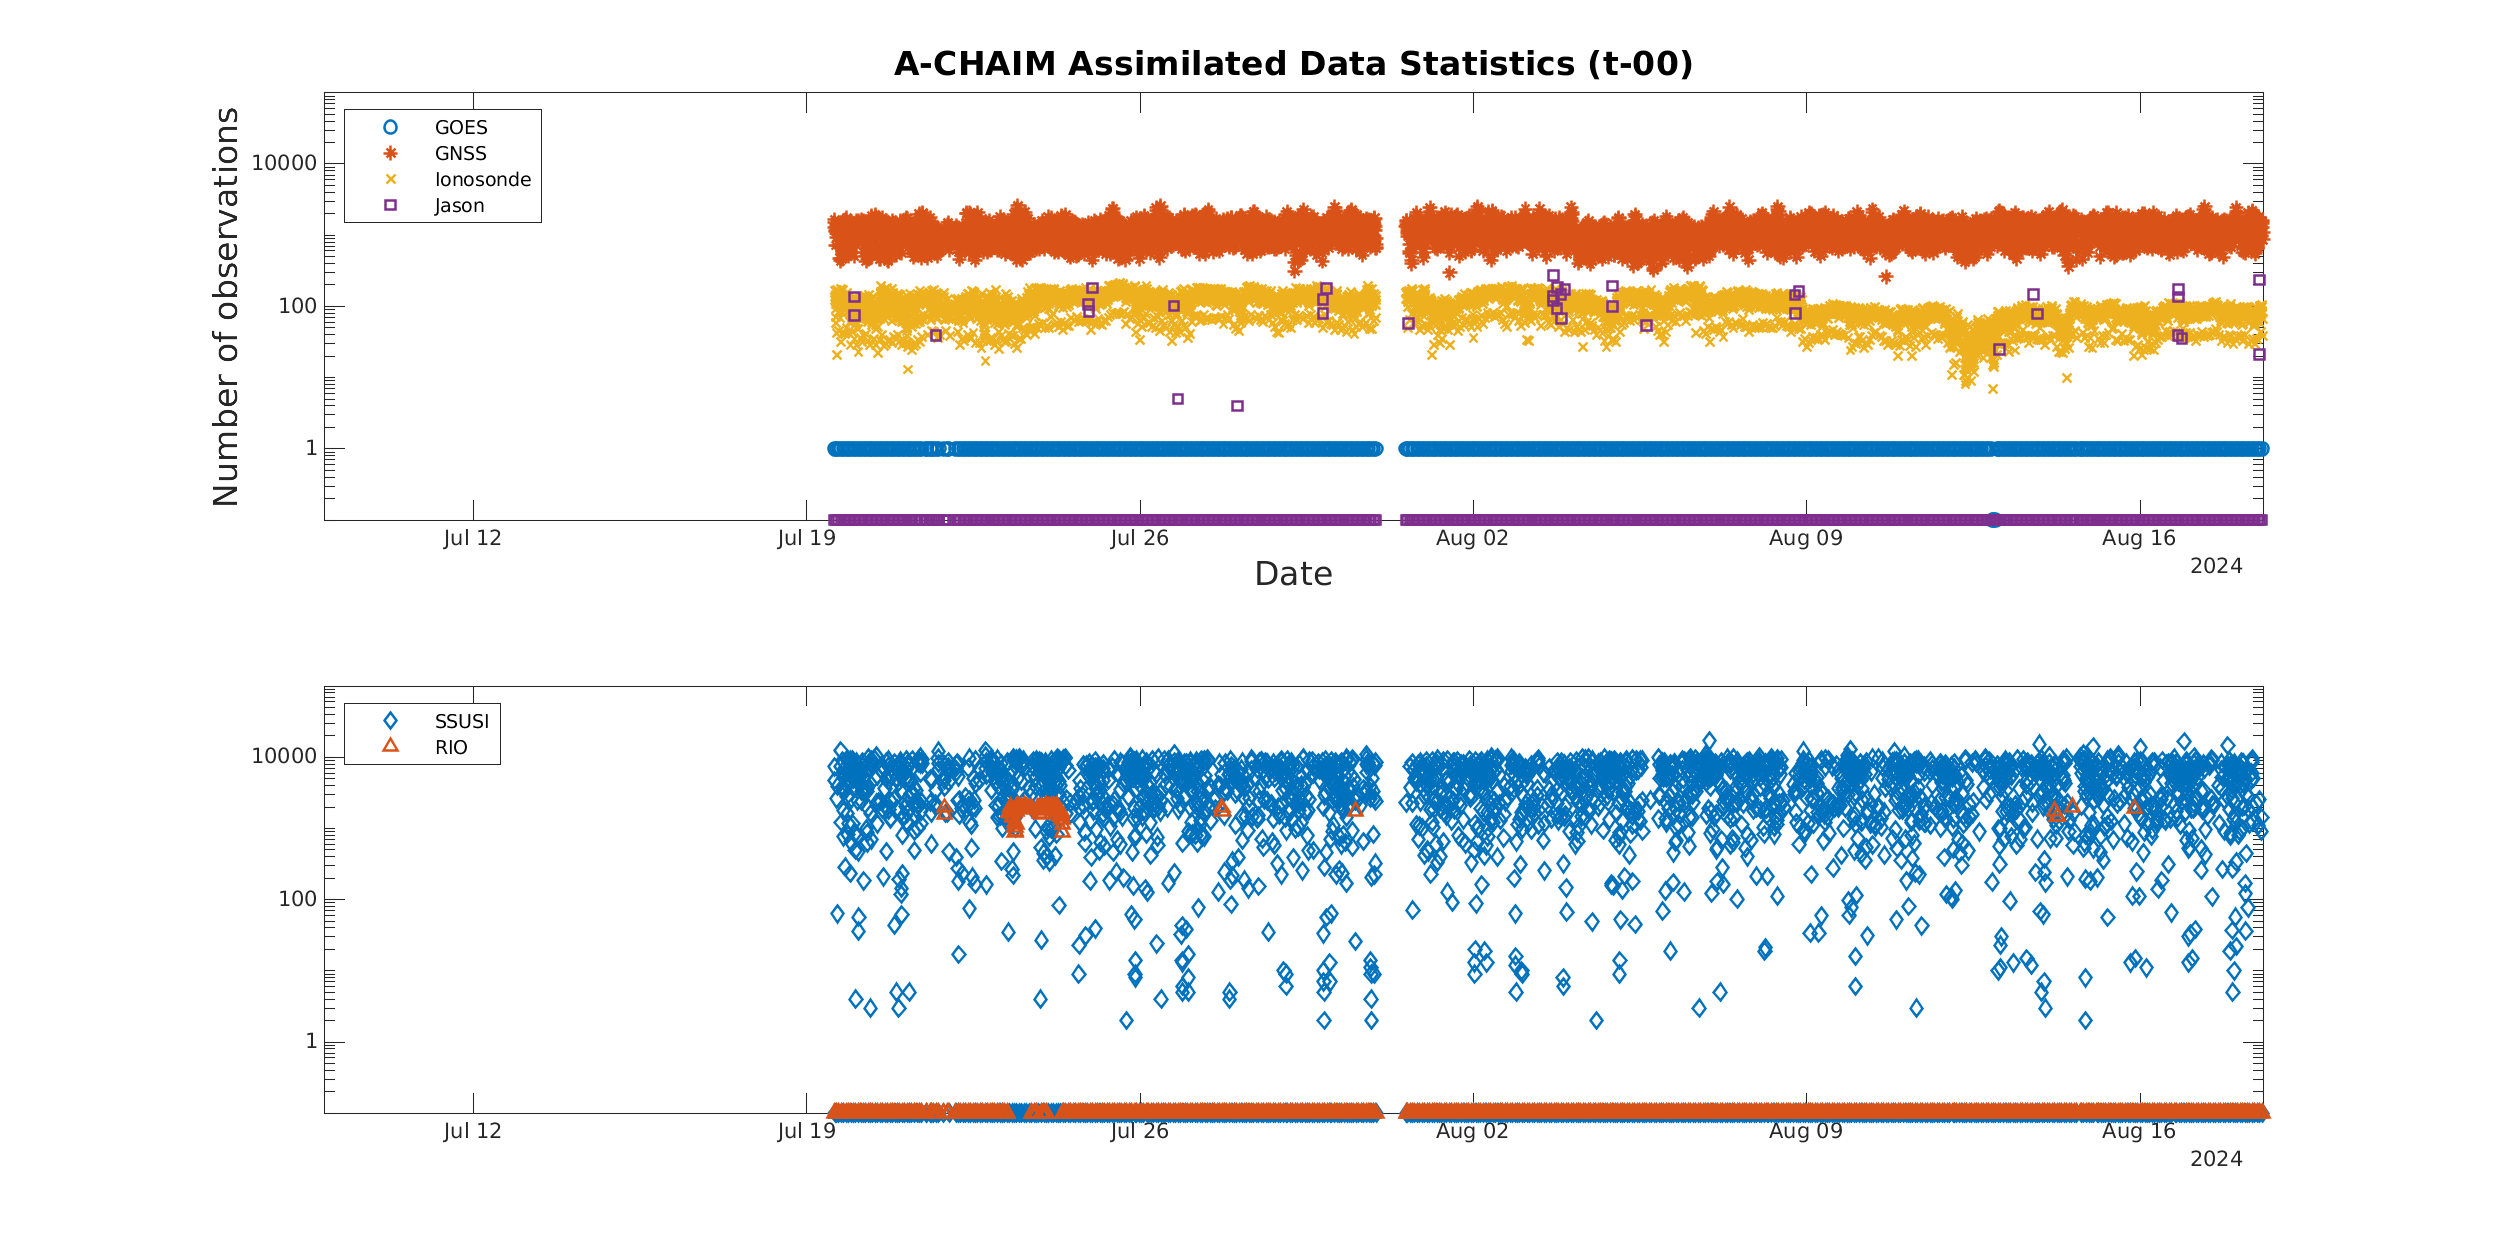 A-CHAIM Assimilated Data Statistics (t-00)
Number of observations
GOES
GNSS
Ionosonde
Jason
10000
100
1
Jul 12
Jul 19
Jul 26
Aug 02
Aug 09
Aug 16
2024
Date
SSUSI
RIO
10000
100
1
Jul 12
Jul 19
Jul 26
Aug 02
Aug 09
Aug 16
2024